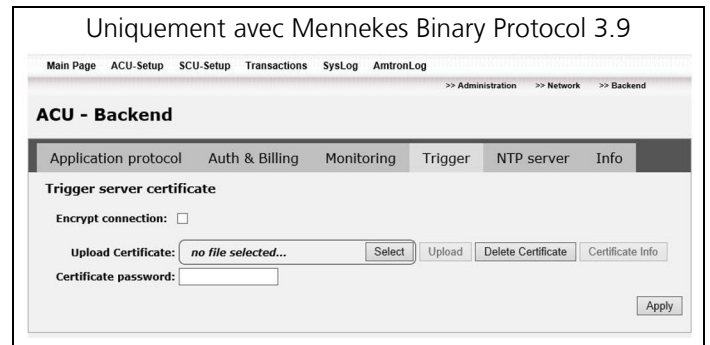 Uniquement avec Mennekes Binary Protocol 3.9
Main Page ACU-Setup SCU-Setup Transactions SysLog AmtronLog
>> Administration >> Network >> Backend
ACU - Backend
Application protocol Auth & Billing Monitoring Trigger NTP server Info
Trigger server certificate
Encrypt connection:
Upload Certificate: no file selected... Select Upload Delete Certificate Certificate Info
Certificate password:
Apply